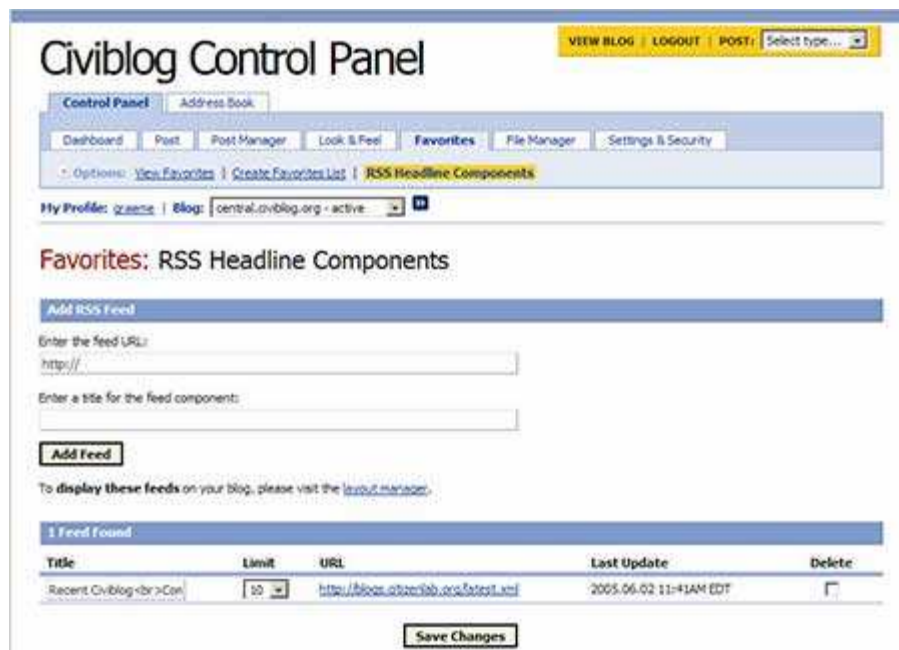 VIEW BLOG | LOGOUT | POST: Select type...
Civiblog Control Panel
Control Panel Address Book
Dashboard Post Post Manager Look & Feel Favorites File Manager Settings & Security
* Options: View Favorites | Create Favorites List | RSS Headline Components
My Profile: graeme | Blog: central.civiblog.org - active
Favorites: RSS Headline Components
Add RSS Feed
Enter the feed URL:
http://
Enter a title for the feed component:
Add Feed
To display these feeds on your blog, please visit the layout manager.
1 Feed Found
Title Limit URL Last Update Delete
Recent Civiblog<br>Con 10 http://blogs.citizenlab.org/latest.xml 2005.06.02 11:41AM EDT
Save Changes